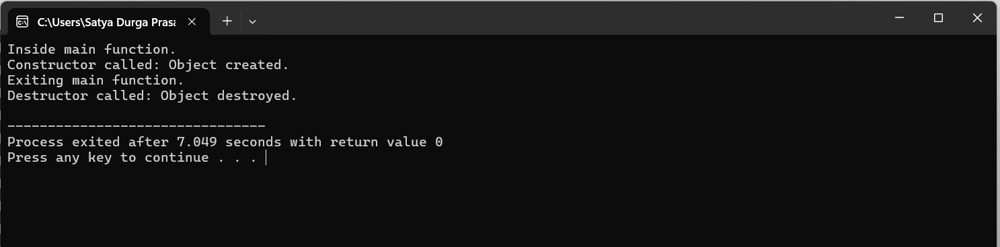 C:\Users\Satya Durga Prasa
Inside main function.
Constructor called: Object created.
Exiting main function.
Destructor called: Object destroyed.
--------------------------------
Process exited after 7.049 seconds with return value 0
Press any key to continue . . .